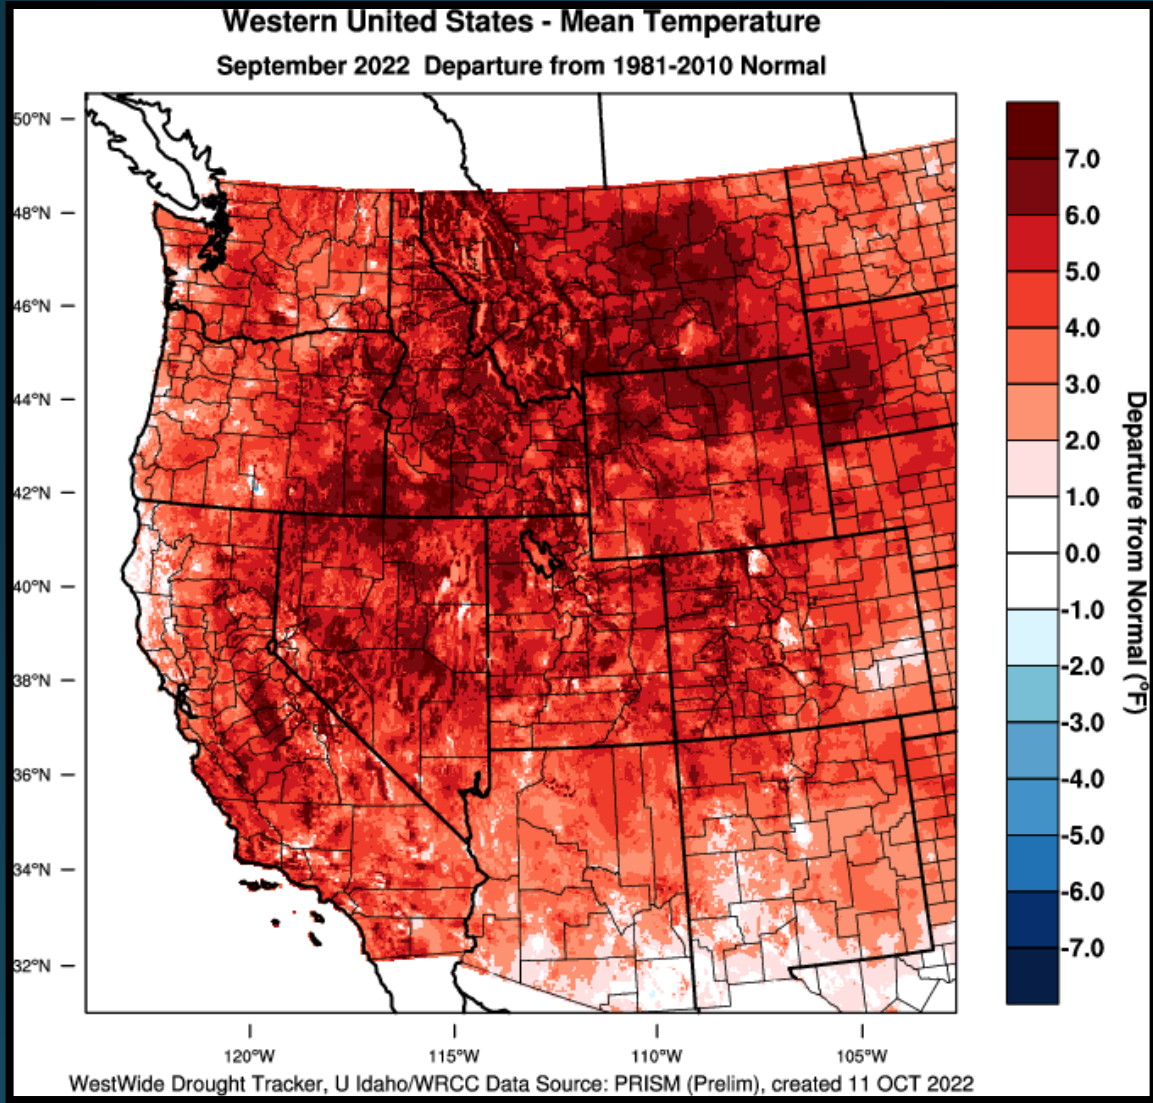 Western United States - Mean Temperature
September 2022 Departure from 1981-2010 Normal
50°N
48°N
46°N
44°N
42°N
40°N
38°N
36°N
34°N
32°N
120°W
115°W
110°W
105°W
7.0
6.0
5.0
4.0
3.0
2.0
1.0
0.0
-1.0
-2.0
-3.0
-4.0
-5.0
-6.0
-7.0
Departure from Normal (°F)
WestWide Drought Tracker, U Idaho/WRCC Data Source: PRISM (Prelim), created 11 OCT 2022